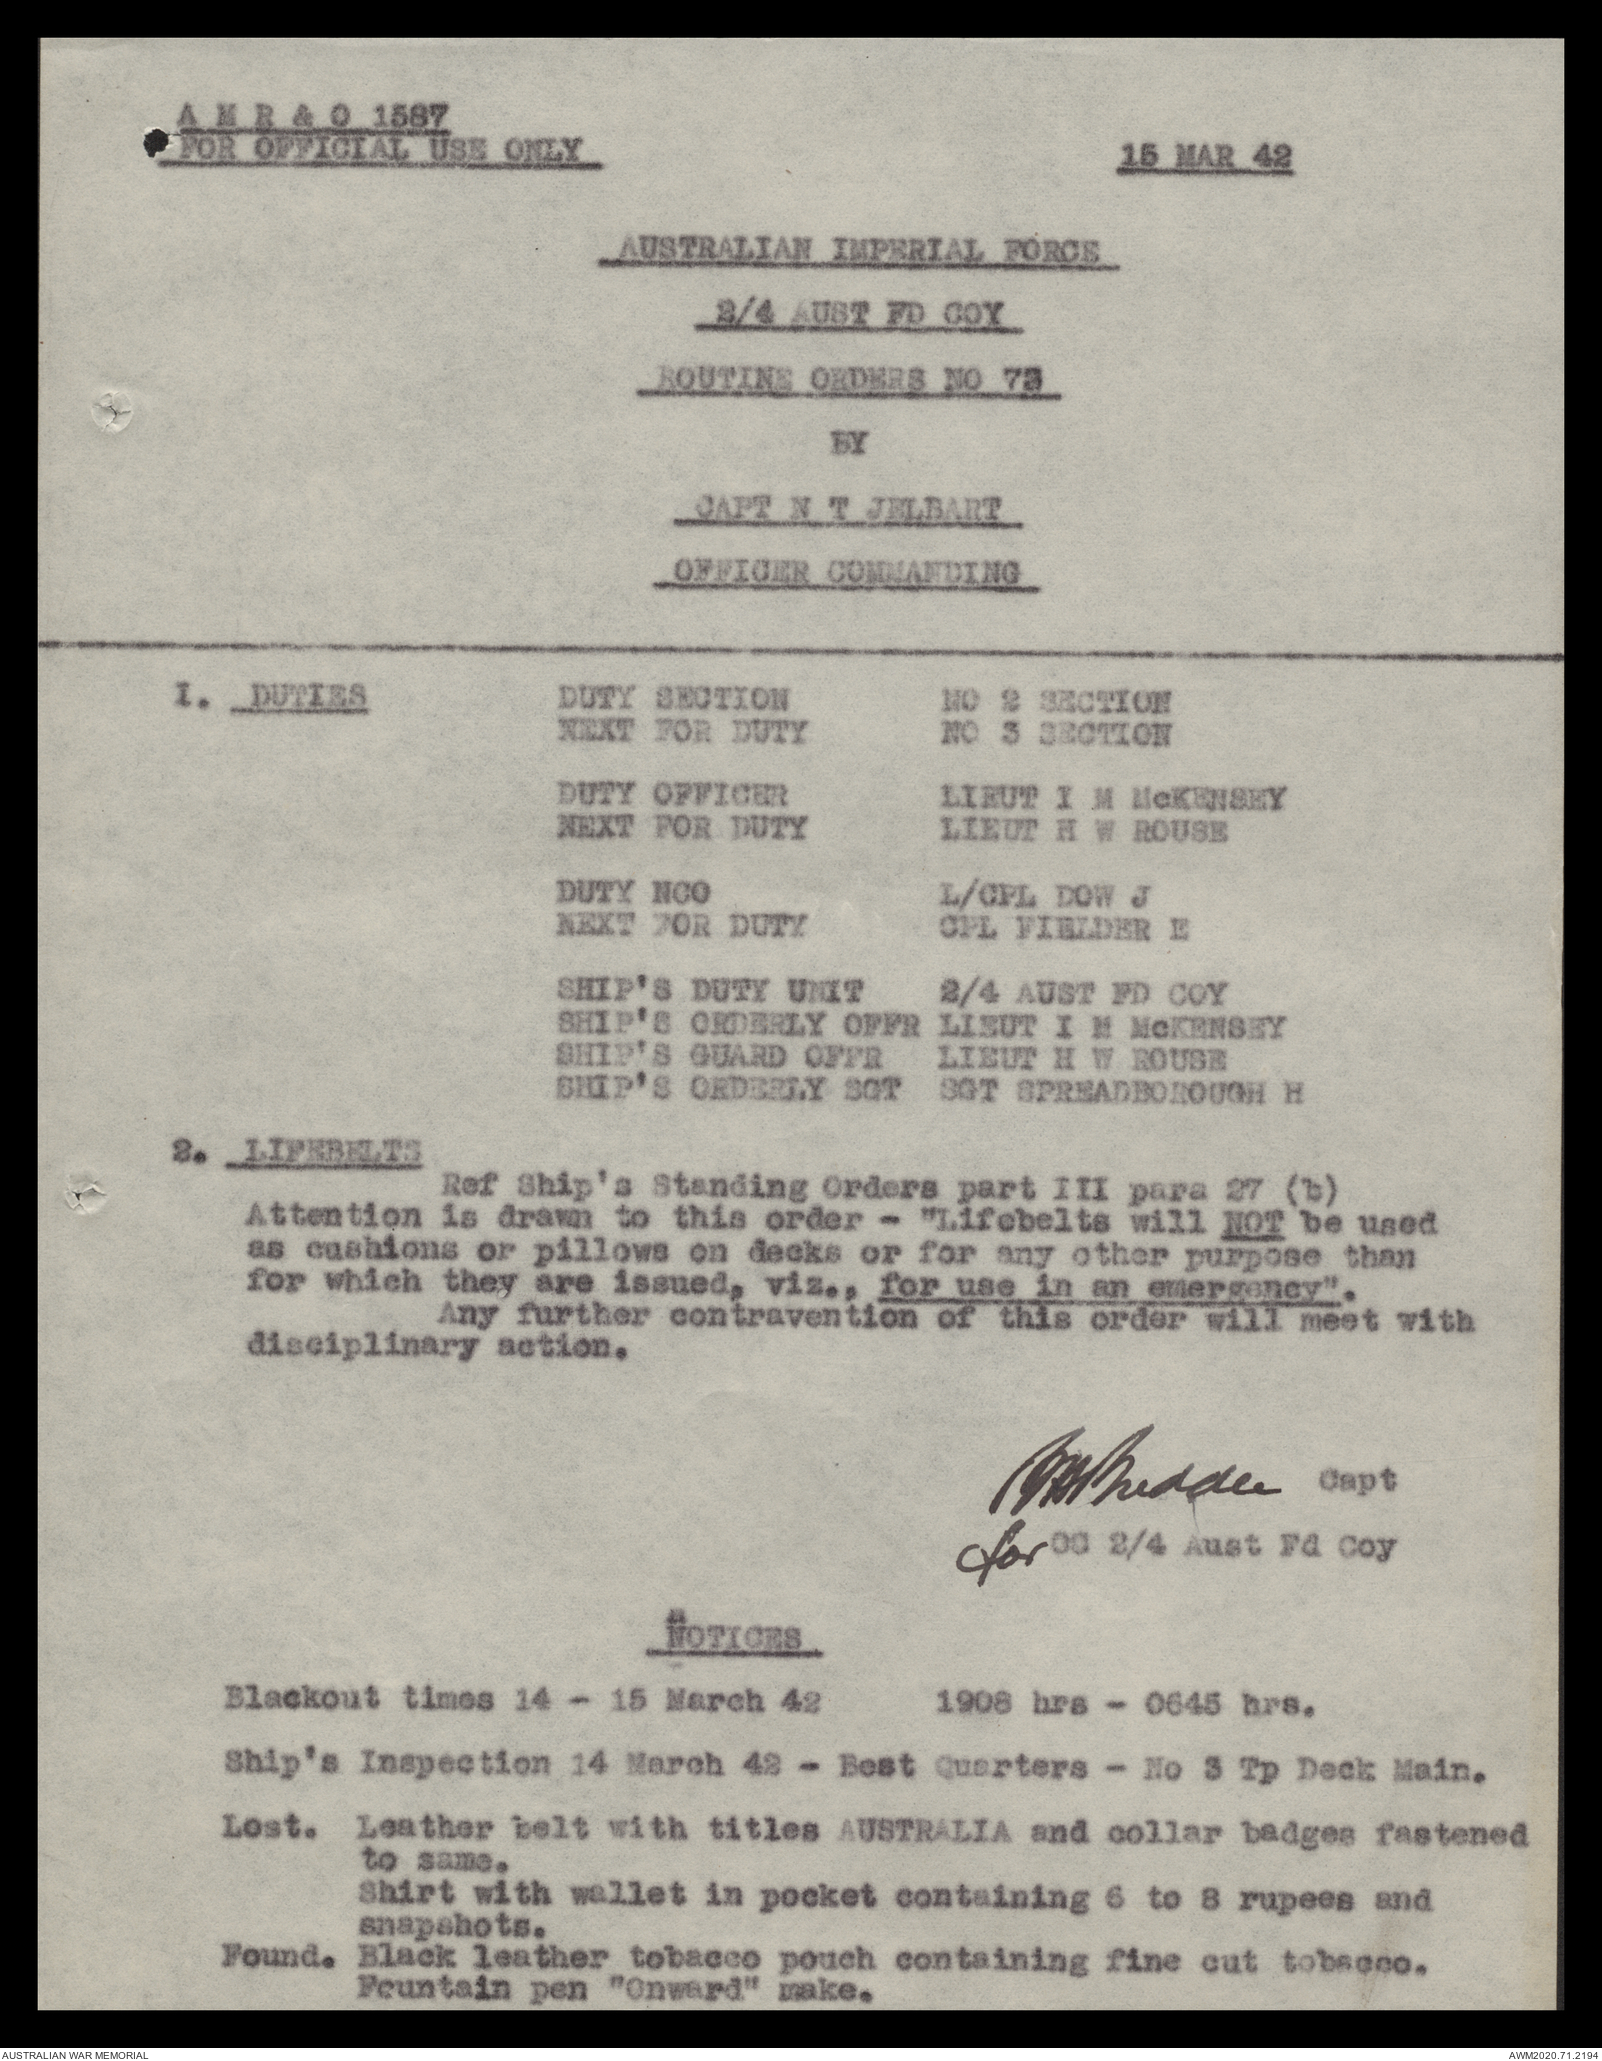 A M R & O 1587
FOR OFFICIAL USE ONLY
15 MAR 42
AUSTRALIAN IMPERIAL FORCE
2/4 AUST FD COY
ROUTINE ORDERS NO 73
BY
CAPT N T JELBART
OFFICER COMMANDING
1. DUTIES DUTY SECTION NO 2 SECTION
NEXT FOR DUTY NO 3 SECTION
DUTY OFFICER LIEUT I M McKENSEY
NEXT FOR DUTY LIEUT H W ROUSE
DUTY NCO L/CPL DOW J
NEXT FOR DUTY CPL FIELDER E
SHIP'S DUTY UNIT 2/4 AUST FD COY
SHIP'S ORDERLY OFFR LIEUT I M McKENSEY
SHIP'S GUARD OFFR LIEUT H W ROUSE
SHIP'S ORDERLY SGT SGT SPREADBOROUGH H
2. LIFEBELTS
Ref Ship's Standing Orders part III para 27 (b)
Attention is drawn to this order - "Lifebelts will NOT be used
as cushions or pillows on decks or for any other purpose than
for which they are issued, viz., for use in an emergency".
Any further contravention of this order will meet with
disciplinary action.
Capt
for OC 2/4 Aust Fd Coy
NOTICES
Blackout times 14 - 15 March 42 1908 hrs - 0645 hrs.
Ship's Inspection 14 March 42 - Best Quarters - No 3 Tp Deck Main.
Lost. Leather belt with titles AUSTRALIA and collar badges fastened
to same.
Shirt with wallet in pocket containing 6 to 8 rupees and
snapshots.
Found. Black leather tobacco pouch containing fine cut tobacco.
Fountain pen "Onward" make.
AUSTRALIAN WAR MEMORIAL
AWM2020.71.2194